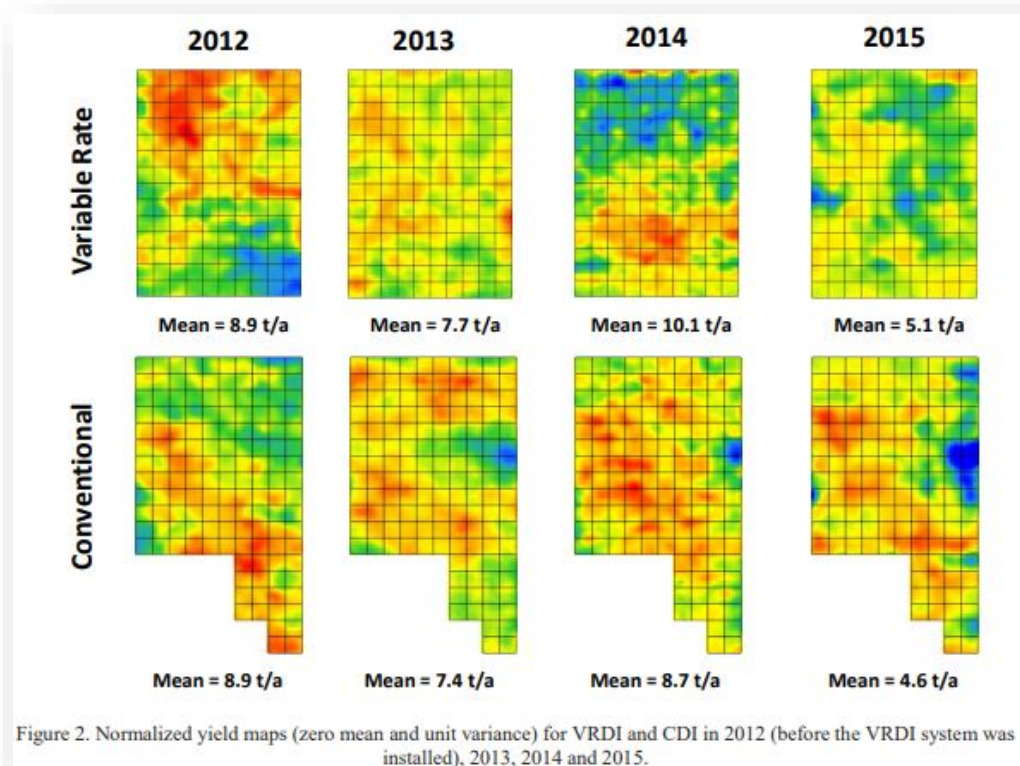 2012 2013 2014 2015
Variable Rate
Mean = 8.9 t/a Mean = 7.7 t/a Mean = 10.1 t/a Mean = 5.1 t/a
Conventional
Mean = 8.9 t/a Mean = 7.4 t/a Mean = 8.7 t/a Mean = 4.6 t/a
Figure 2. Normalized yield maps (zero mean and unit variance) for VRDI and CDI in 2012 (before the VRDI system was
installed), 2013, 2014 and 2015.